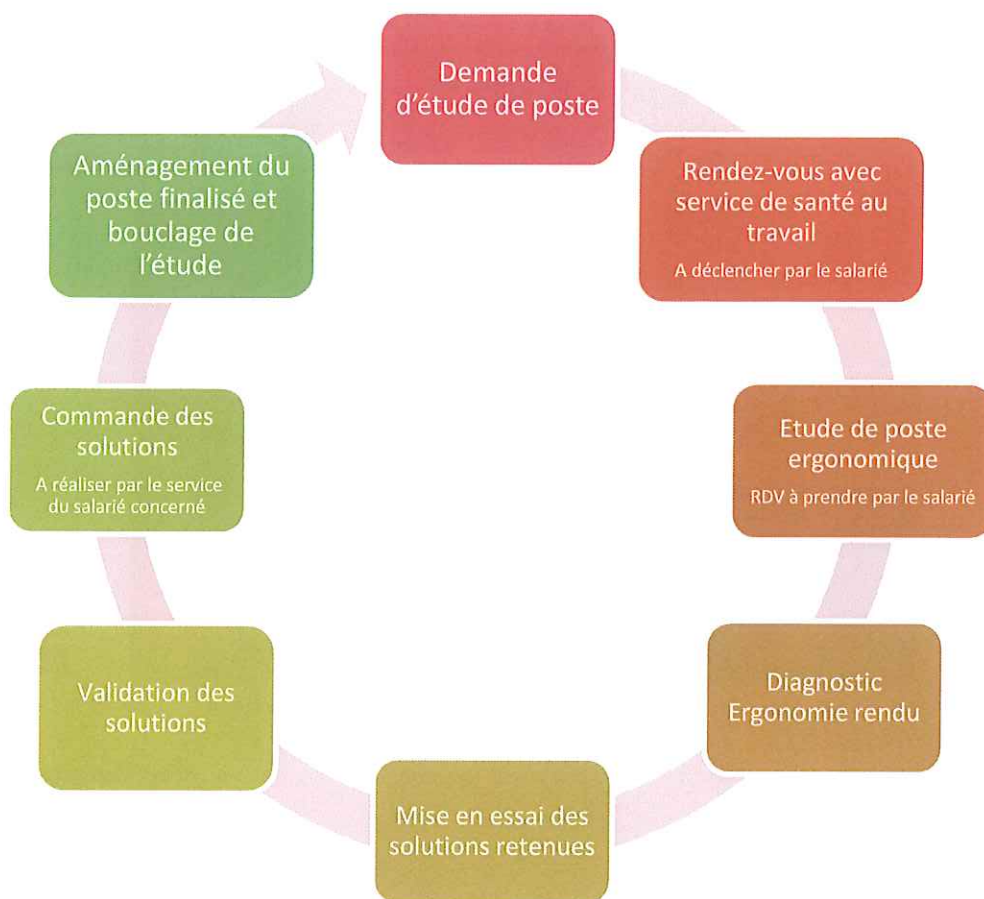 Demande
d'étude de poste
Rendez-vous avec
service de santé au
travail
A déclencher par le salarié
Etude de poste
ergonomique
RDV à prendre par le salarié
Diagnostic
Ergonomie rendu
Mise en essai des
solutions retenues
Validation des
solutions
Commande des
solutions
A réaliser par le service
du salarié concerné
Aménagement du
poste finalisé et
bouclage de
l'étude